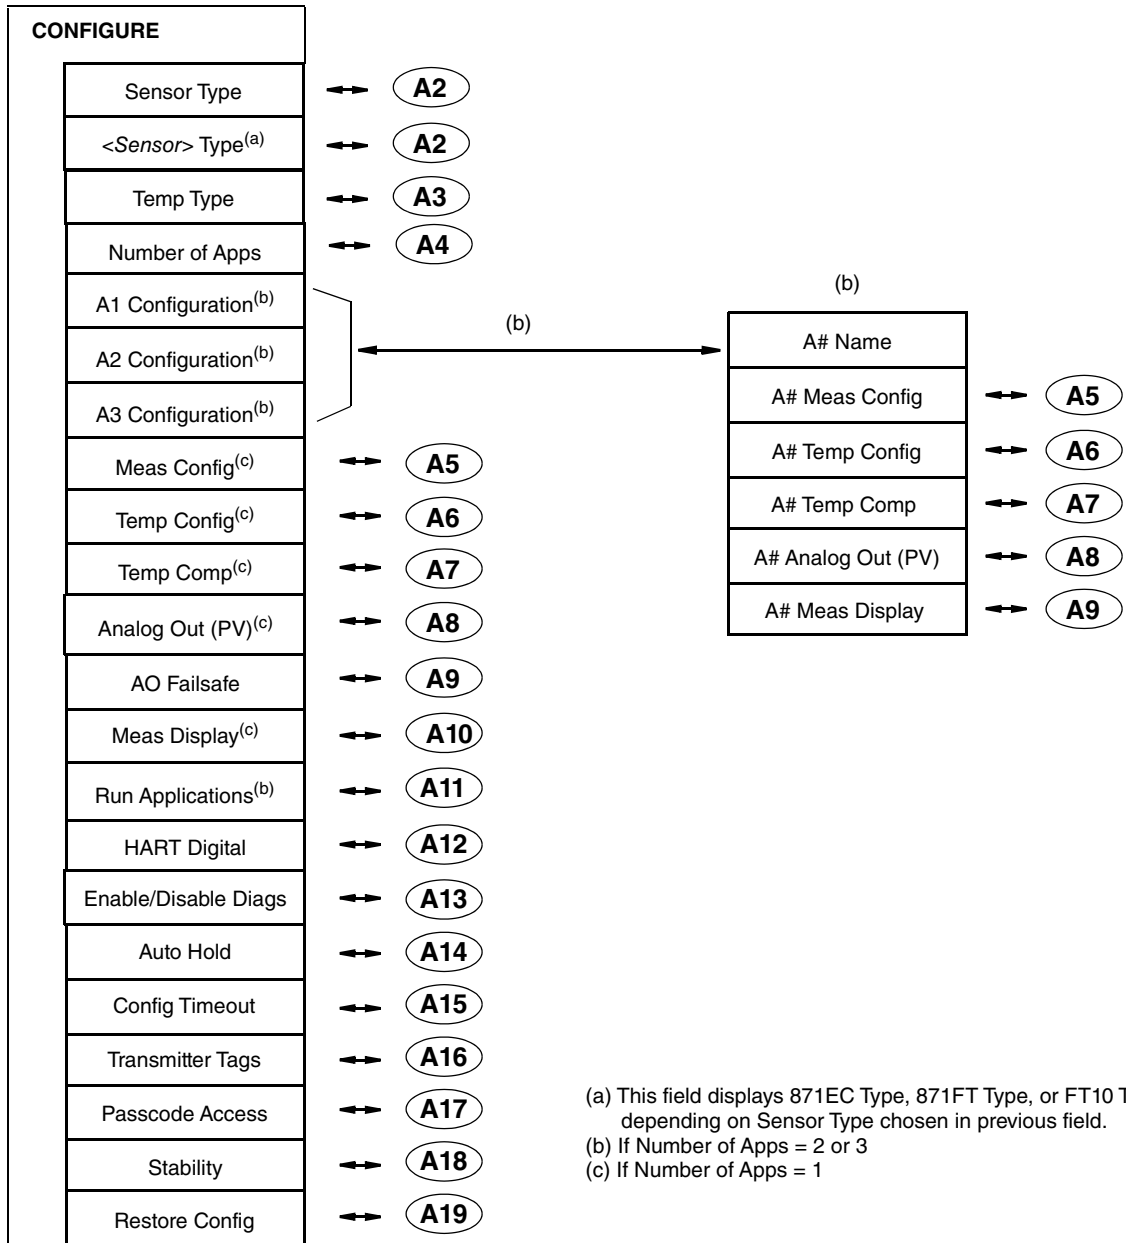 CONFIGURE
Sensor Type
A2
<Sensor> Type(a)
A2
Temp Type
A3
Number of Apps
A4
A1 Configuration(b)
A2 Configuration(b)
A3 Configuration(b)
(b)
(b)
A# Name
A# Meas Config
A5
A# Temp Config
A6
A# Temp Comp
A7
A# Analog Out (PV)
A8
A# Meas Display
A9
Meas Config(c)
A5
Temp Config(c)
A6
Temp Comp(c)
A7
Analog Out (PV)(c)
A8
AO Failsafe
A9
Meas Display(c)
A10
Run Applications(b)
A11
HART Digital
A12
Enable/Disable Diags
A13
Auto Hold
A14
Config Timeout
A15
Transmitter Tags
A16
Passcode Access
A17
Stability
A18
Restore Config
A19
(a) This field displays 871EC Type, 871FT Type, or FT10 T
depending on Sensor Type chosen in previous field.
(b) If Number of Apps = 2 or 3
(c) If Number of Apps = 1